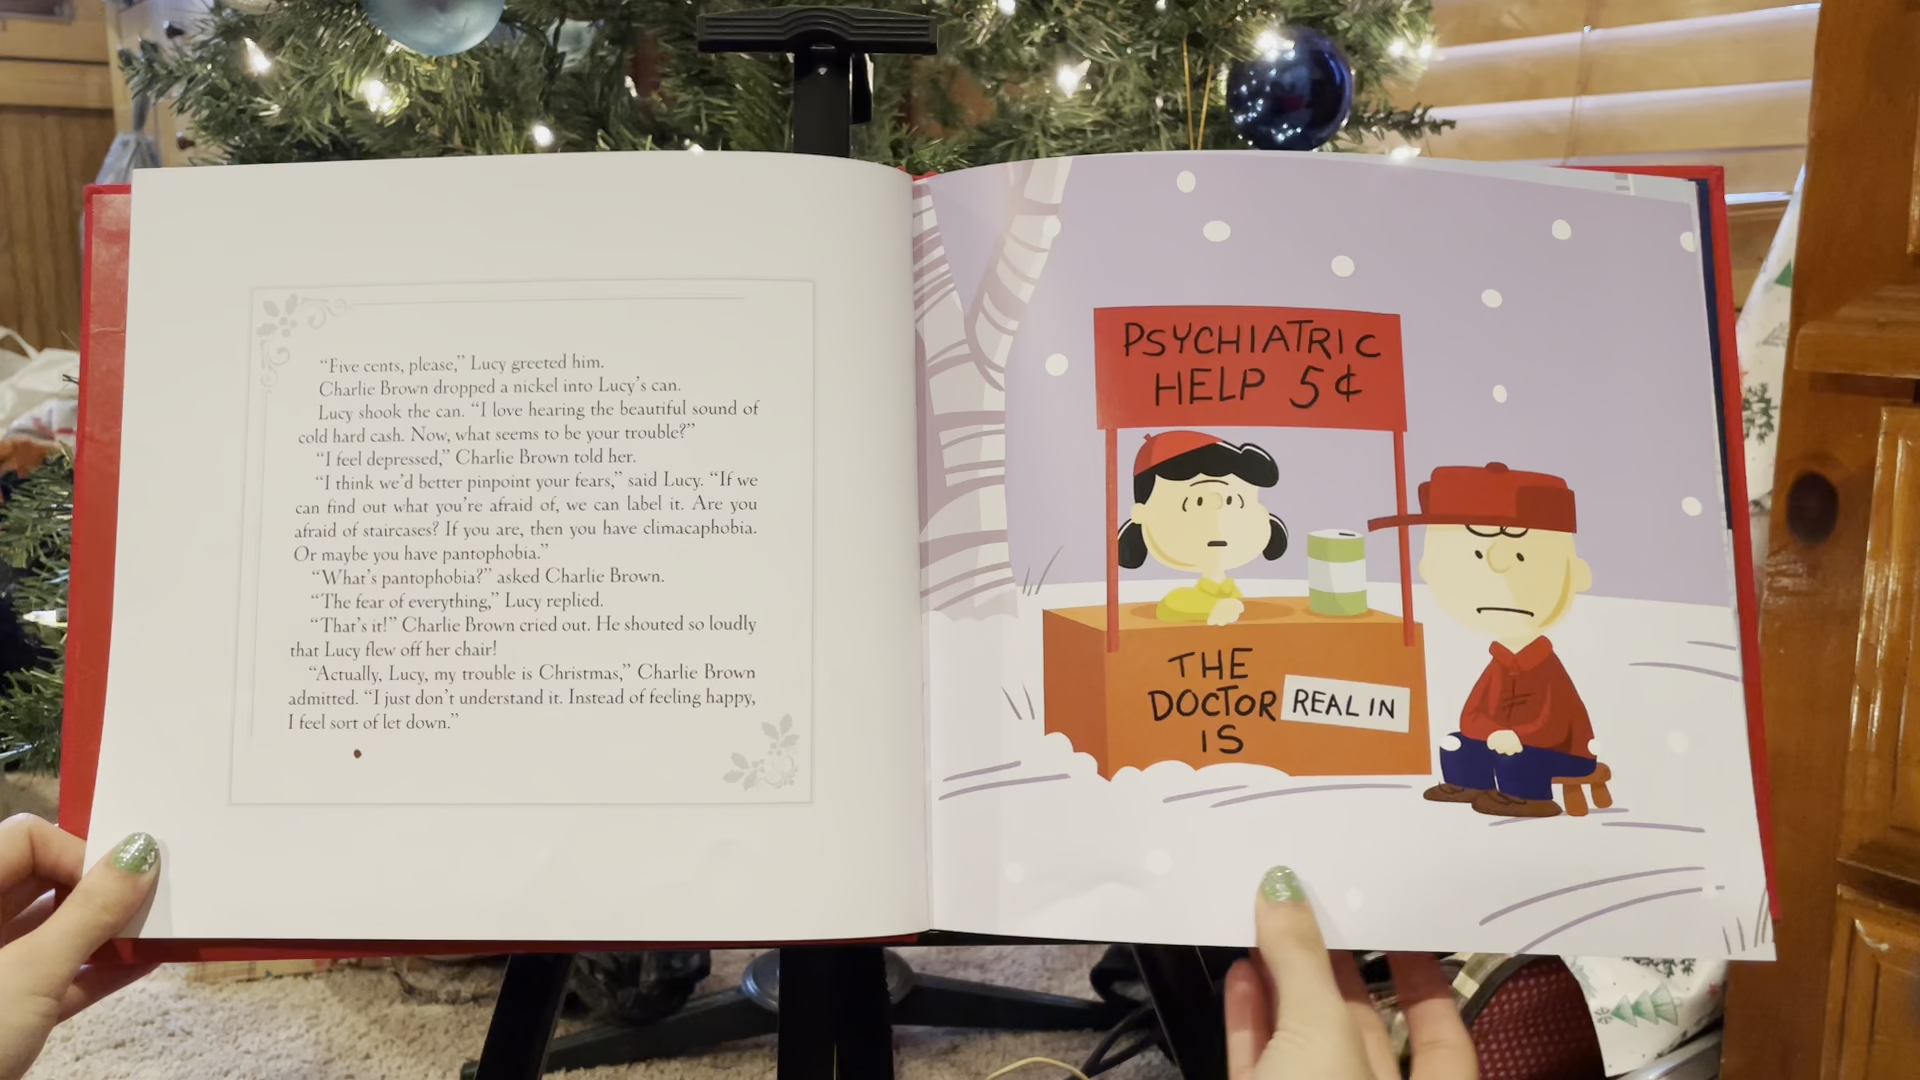 “Five cents, please,” Lucy greeted him.
Charlie Brown dropped a nickel into Lucy’s can.
Lucy shook the can. “I love hearing the beautiful sound of
cold hard cash. Now, what seems to be your trouble?”
“I feel depressed,” Charlie Brown told her.
“I think we’d better pinpoint your fears,” said Lucy. “If we
can find out what you’re afraid of, we can label it. Are you
afraid of staircases? If you are, then you have climacaphobia.
Or maybe you have pantophobia.”
“What’s pantophobia?” asked Charlie Brown.
“The fear of everything,” Lucy replied.
“That’s it!” Charlie Brown cried out. He shouted so loudly
that Lucy flew off her chair!
“Actually, Lucy, my trouble is Christmas,” Charlie Brown
admitted. “I just don’t understand it. Instead of feeling happy,
I feel sort of let down.”
PSYCHIATRIC
HELP 5¢
THE
DOCTOR REAL IN
IS